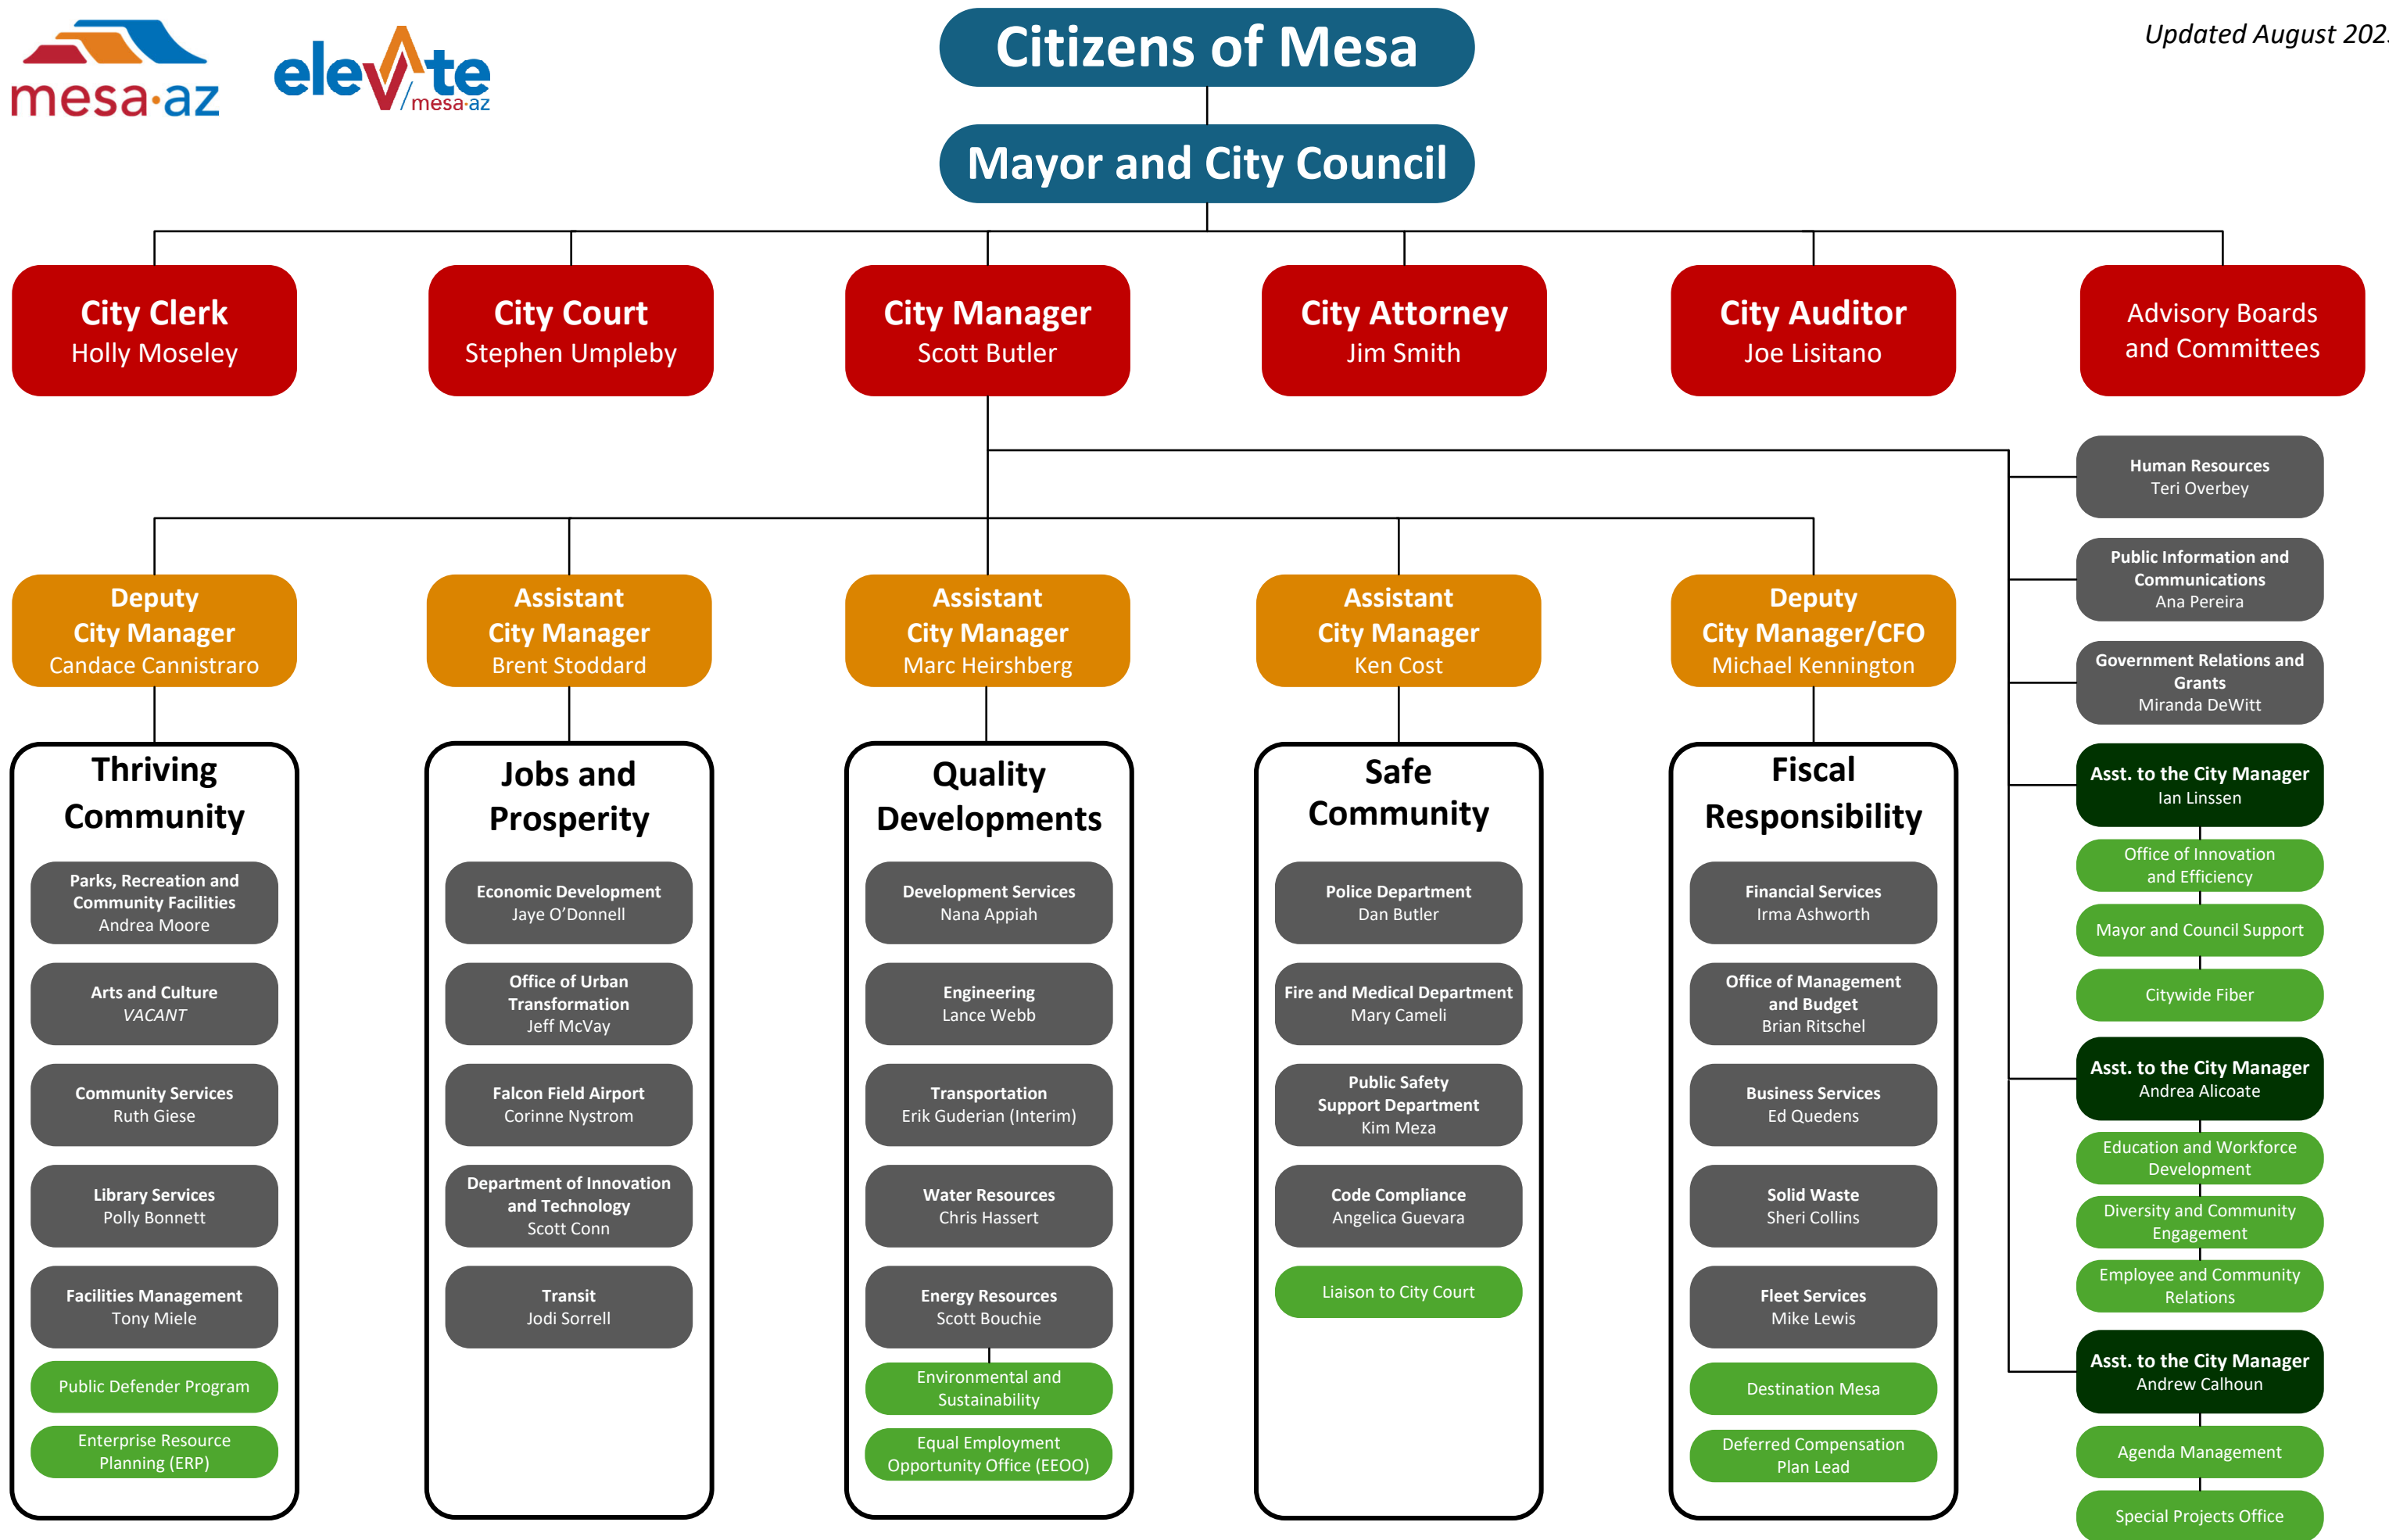 mesa·az
elevate
mesa·az
Citizens of Mesa
Updated August 202
Mayor and City Council
City Clerk
Holly Moseley
City Court
Stephen Umpleby
City Manager
Scott Butler
City Attorney
Jim Smith
City Auditor
Joe Lisitano
Advisory Boards
and Committees
Human Resources
Teri Overbey
Public Information and
Communications
Ana Pereira
Government Relations and
Grants
Miranda DeWitt
Deputy
City Manager
Candace Cannistraro
Assistant
City Manager
Brent Stoddard
Assistant
City Manager
Marc Heirshberg
Assistant
City Manager
Ken Cost
Deputy
City Manager/CFO
Michael Kennington
Thriving
Community
Parks, Recreation and
Community Facilities
Andrea Moore
Arts and Culture
VACANT
Community Services
Ruth Giese
Library Services
Polly Bonnett
Facilities Management
Tony Miele
Public Defender Program
Enterprise Resource
Planning (ERP)
Jobs and
Prosperity
Economic Development
Jaye O’Donnell
Office of Urban
Transformation
Jeff McVay
Falcon Field Airport
Corinne Nystrom
Department of Innovation
and Technology
Scott Conn
Transit
Jodi Sorrell
Quality
Developments
Development Services
Nana Appiah
Engineering
Lance Webb
Transportation
Erik Guderian (Interim)
Water Resources
Chris Hassert
Energy Resources
Scott Bouchie
Environmental and
Sustainability
Equal Employment
Opportunity Office (EEOO)
Safe
Community
Police Department
Dan Butler
Fire and Medical Department
Mary Cameli
Public Safety
Support Department
Kim Meza
Code Compliance
Angelica Guevara
Liaison to City Court
Fiscal
Responsibility
Financial Services
Irma Ashworth
Office of Management
and Budget
Brian Ritschel
Business Services
Ed Quedens
Solid Waste
Sheri Collins
Fleet Services
Mike Lewis
Destination Mesa
Deferred Compensation
Plan Lead
Asst. to the City Manager
Ian Linssen
Office of Innovation
and Efficiency
Mayor and Council Support
Citywide Fiber
Asst. to the City Manager
Andrea Alicoate
Education and Workforce
Development
Diversity and Community
Engagement
Employee and Community
Relations
Asst. to the City Manager
Andrew Calhoun
Agenda Management
Special Projects Office